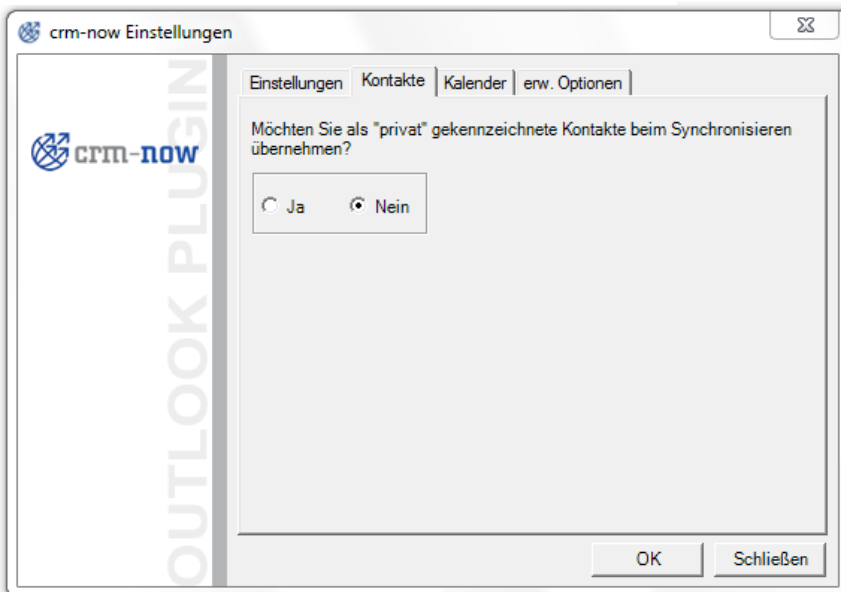 crm-now Einstellungen
crm-now
OUTLOOK PLUGIN
Einstellungen Kontakte Kalender erw. Optionen
Möchten Sie als "privat" gekennzeichnete Kontakte beim Synchronisieren
übernehmen?
Ja Nein
OK Schließen